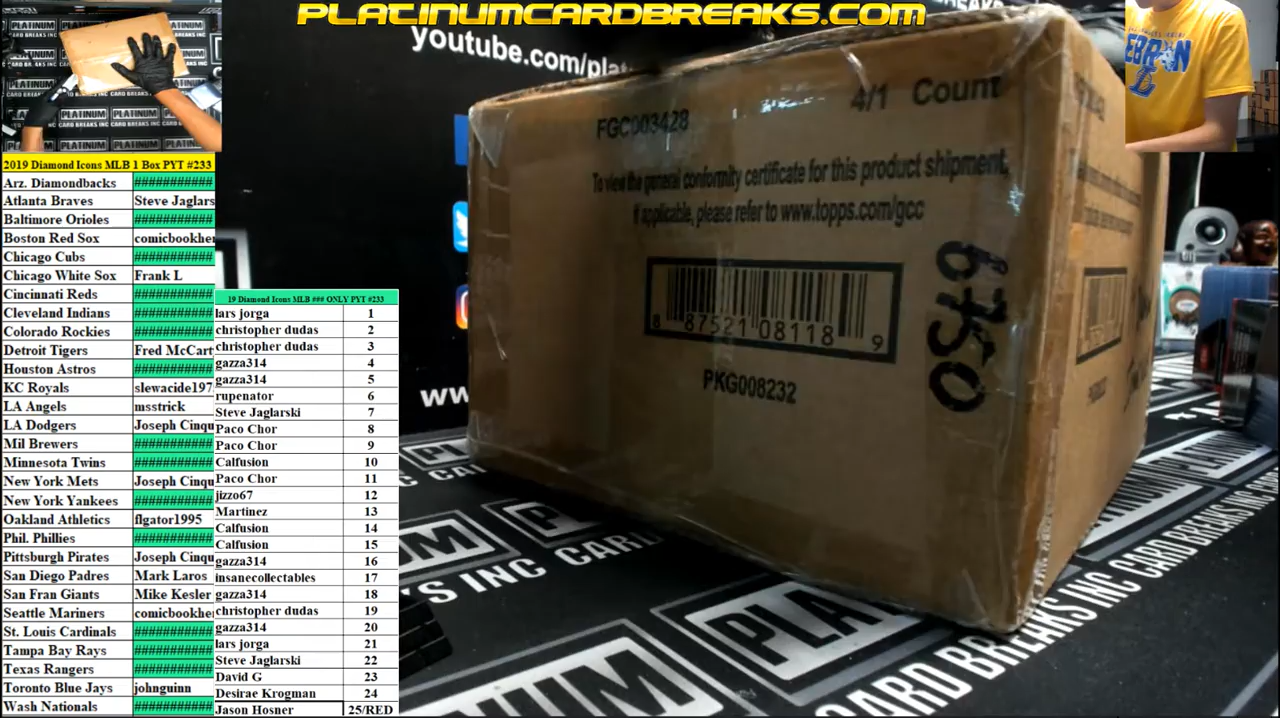 PLATINUMCARDBREAKS.COM
youtube.com/plat
4/1 Count
FGC003428
To view the general conformity certificate for this product shipment,
if applicable, please refer to www.topps.com/gcc
8 87521 08118 9
PKG008232
6750
2019 Diamond Icons MLB 1 Box PYT #233
Arz. Diamondbacks ###########
Atlanta Braves Steve Jaglars
Baltimore Orioles ###########
Boston Red Sox comicbookhe
Chicago Cubs ###########
Chicago White Sox Frank L
Cincinnati Reds ###########
Cleveland Indians ###########
Colorado Rockies ###########
Detroit Tigers Fred McCart
Houston Astros ###########
KC Royals slewacide197
LA Angels msstrick
LA Dodgers Joseph Cinqu
Mil Brewers ###########
Minnesota Twins ###########
New York Mets Joseph Cinqu
New York Yankees ###########
Oakland Athletics flgator1995
Phil. Phillies ###########
Pittsburgh Pirates Joseph Cinqu
San Diego Padres Mark Laros
San Fran Giants Mike Kesler
Seattle Mariners comicbookhe
St. Louis Cardinals ###########
Tampa Bay Rays ###########
Texas Rangers ###########
Toronto Blue Jays johnguinn
Wash Nationals ###########
19 Diamond Icons MLB ### ONLY PYT #233
lars jorga 1
christopher dudas 2
christopher dudas 3
gazza314 4
gazza314 5
rupenator 6
Steve Jaglarski 7
Paco Chor 8
Paco Chor 9
Calfusion 10
Paco Chor 11
jizzo67 12
Martinez 13
Calfusion 14
Calfusion 15
gazza314 16
insanecollectables 17
gazza314 18
christopher dudas 19
gazza314 20
lars jorga 21
Steve Jaglarski 22
David G 23
Desirae Krogman 24
Jason Hosner 25/RED
PLATINUM
CARD BREAKS INC